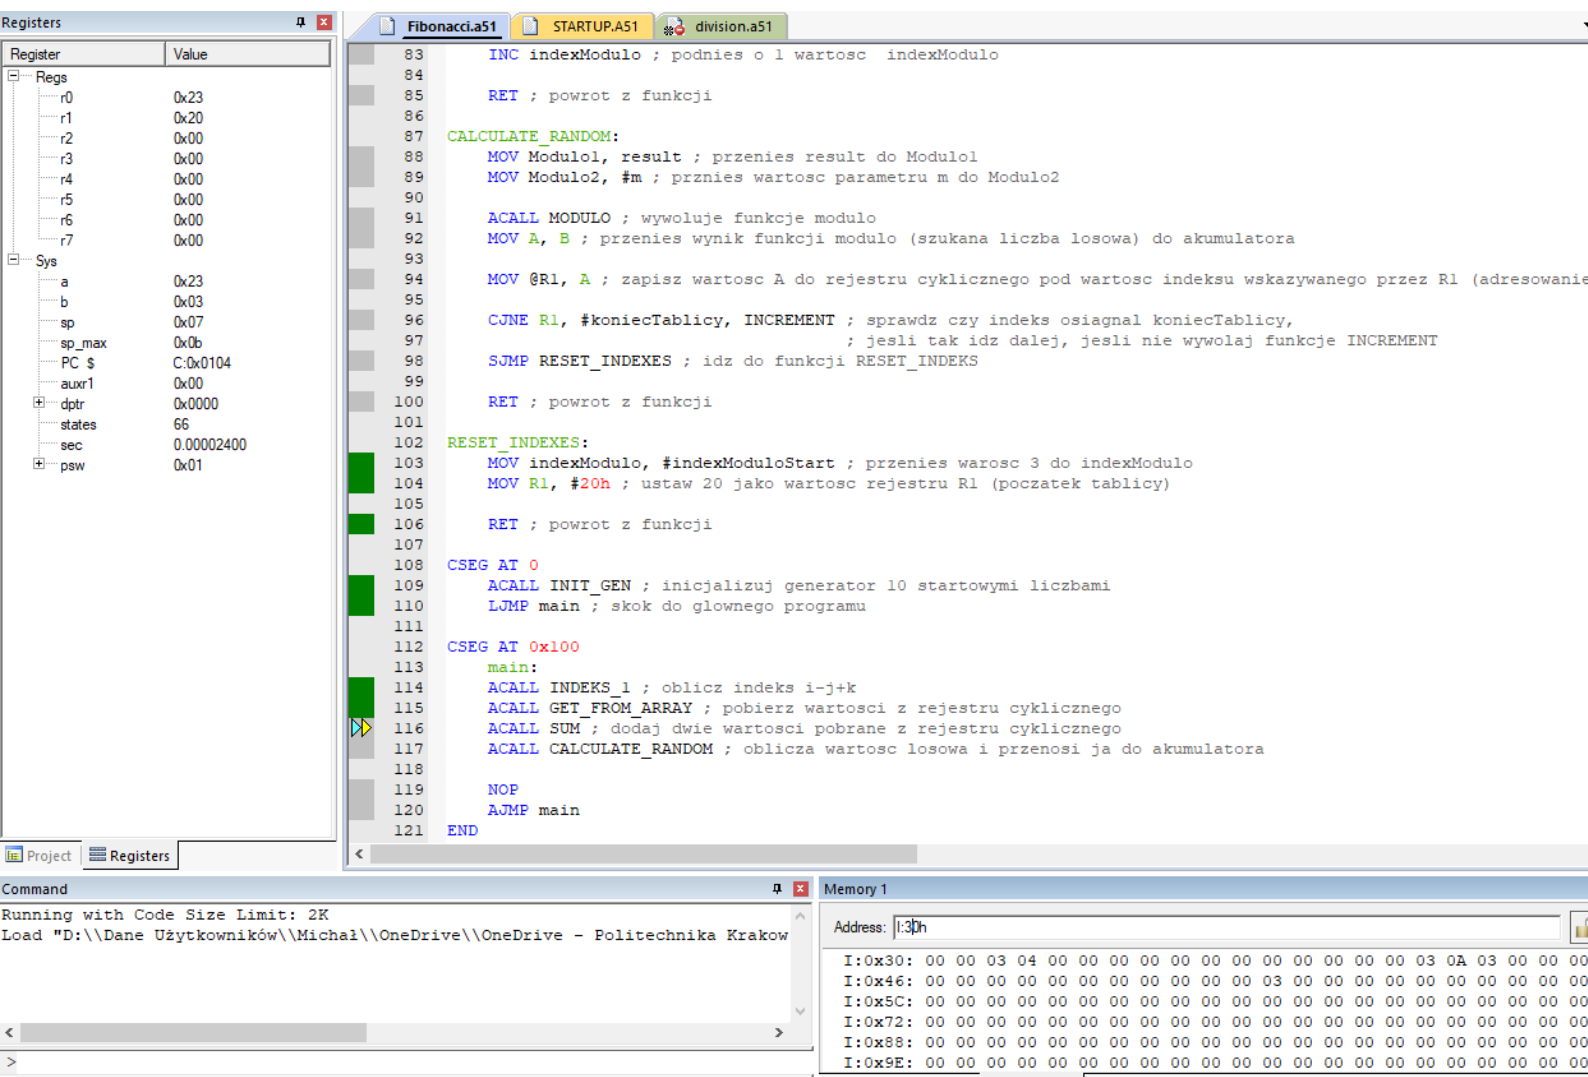 Registers
Register Value
Regs
r0 0x23
r1 0x20
r2 0x00
r3 0x00
r4 0x00
r5 0x00
r6 0x00
r7 0x00
Sys
a 0x23
b 0x03
sp 0x07
sp_max 0x0b
PC $ C:0x0104
auxr1 0x00
dptr 0x0000
states 66
sec 0.00002400
psw 0x01
Project Registers
Fibonacci.a51 STARTUP.A51 division.a51
83 INC indexModulo ; podnies o 1 wartosc indexModulo
84
85 RET ; powrot z funkcji
86
87 CALCULATE_RANDOM:
88 MOV Modulo1, result ; przenies result do Modulo1
89 MOV Modulo2, #m ; prznies wartosc parametru m do Modulo2
90
91 ACALL MODULO ; wywoluje funkcje modulo
92 MOV A, B ; przenies wynik funkcji modulo (szukana liczba losowa) do akumulatora
93
94 MOV @R1, A ; zapisz wartosc A do rejestru cyklicznego pod wartosc indeksu wskazywanego przez R1 (adresowanie
95
96 CJNE R1, #koniecTablicy, INCREMENT ; sprawdz czy indeks osiagnal koniecTablicy,
97 ; jesli tak idz dalej, jesli nie wywolaj funkcje INCREMENT
98 SJMP RESET_INDEXES ; idz do funkcji RESET_INDEKS
99
100 RET ; powrot z funkcji
101
102 RESET_INDEXES:
103 MOV indexModulo, #indexModuloStart ; przenies warosc 3 do indexModulo
104 MOV R1, #20h ; ustaw 20 jako wartosc rejestru R1 (poczatek tablicy)
105
106 RET ; powrot z funkcji
107
108 CSEG AT 0
109 ACALL INIT_GEN ; inicjalizuj generator 10 startowymi liczbami
110 LJMP main ; skok do glownego programu
111
112 CSEG AT 0x100
113 main:
114 ACALL INDEKS_1 ; oblicz indeks i-j+k
115 ACALL GET_FROM_ARRAY ; pobierz wartosci z rejestru cyklicznego
116 ACALL SUM ; dodaj dwie wartosci pobrane z rejestru cyklicznego
117 ACALL CALCULATE_RANDOM ; oblicza wartosc losowa i przenosi ja do akumulatora
118
119 NOP
120 AJMP main
121 END
Command
Running with Code Size Limit: 2K
Load "D:\\Dane Użytkowników\\Michał\\OneDrive\\OneDrive - Politechnika Krakow
>
Memory 1
Address: I:30h
I:0x30: 00 00 03 04 00 00 00 00 00 00 00 00 00 00 00 00 03 0A 03 00 00 00
I:0x46: 00 00 00 00 00 00 00 00 00 00 00 03 00 00 00 00 00 00 00 00 00 00
I:0x5C: 00 00 00 00 00 00 00 00 00 00 00 00 00 00 00 00 00 00 00 00 00 00
I:0x72: 00 00 00 00 00 00 00 00 00 00 00 00 00 00 00 00 00 00 00 00 00 00
I:0x88: 00 00 00 00 00 00 00 00 00 00 00 00 00 00 00 00 00 00 00 00 00 00
I:0x9E: 00 00 00 00 00 00 00 00 00 00 00 00 00 00 00 00 00 00 00 00 00 00